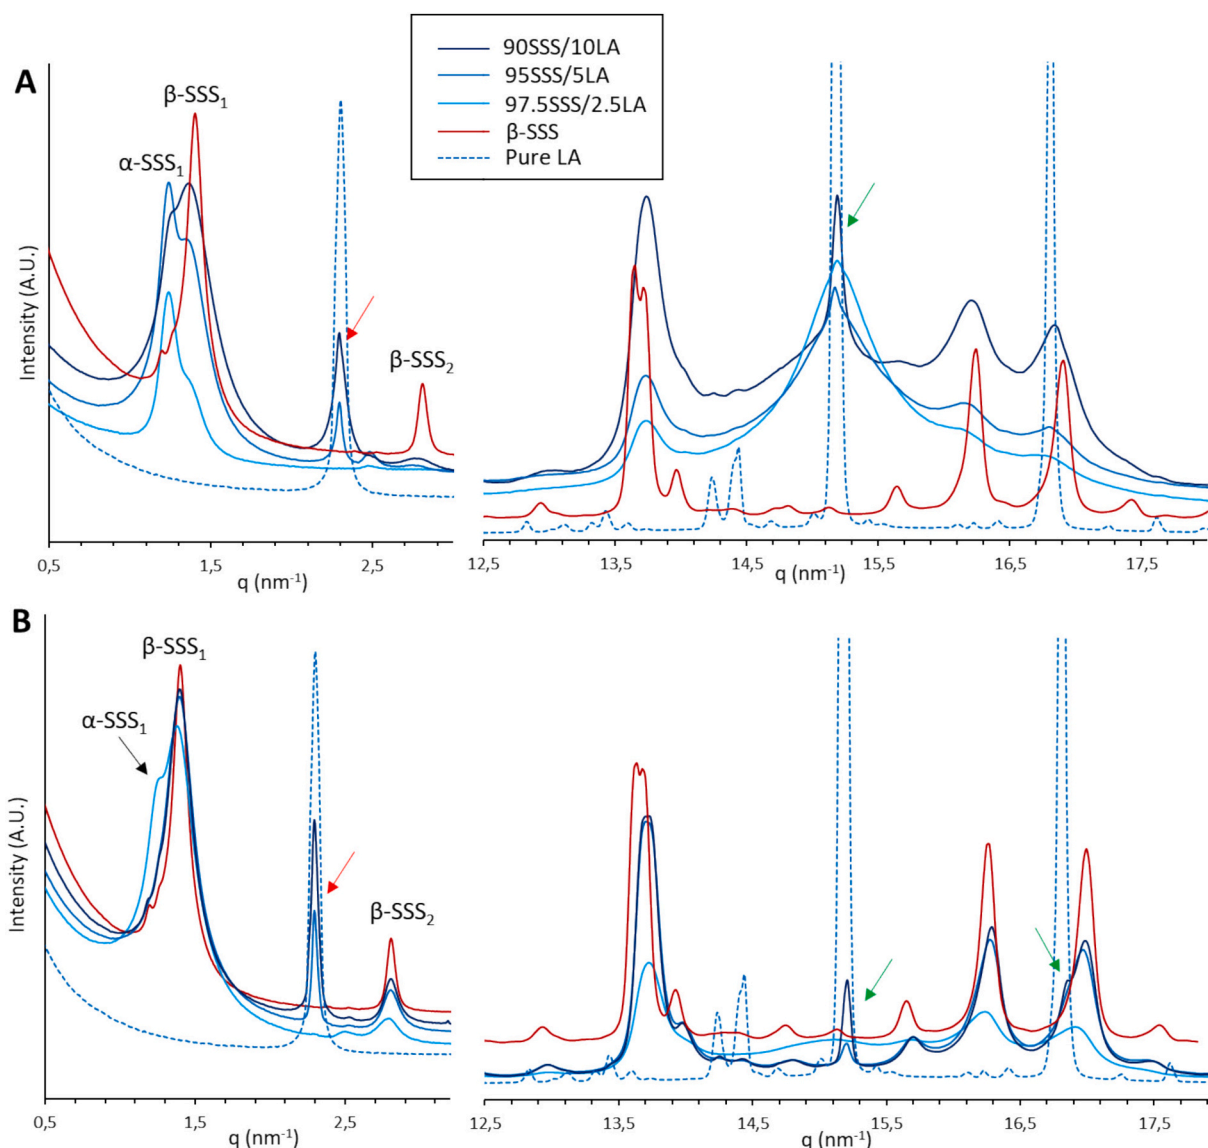 90SSS/10LA
95SSS/5LA
97.5SSS/2.5LA
β-SSS
Pure LA
A
β-SSS₁
α-SSS₁
β-SSS₂
Intensity (A.U.)
0,5 1,5 2,5
q (nm⁻¹)
12,5 13,5 14,5 15,5 16,5 17,5
q (nm⁻¹)
B
β-SSS₁
α-SSS₁
β-SSS₂
Intensity (A.U.)
0,5 1,5 2,5
q (nm⁻¹)
12,5 13,5 14,5 15,5 16,5 17,5
q (nm⁻¹)